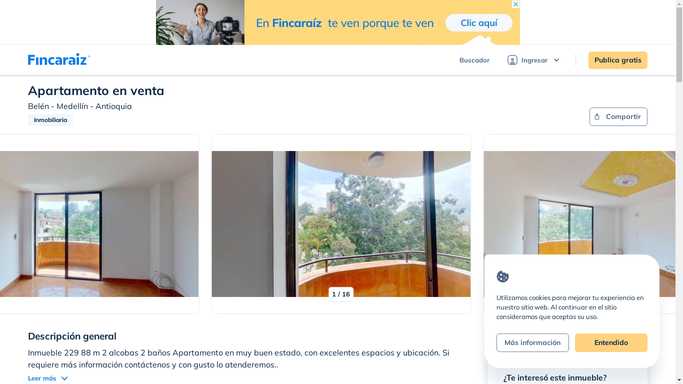 En Fincaraíz te ven porque te ven
Clic aquí
Fincaraíz
Buscador
Ingresar
Publica gratis
Apartamento en venta
Belén - Medellín - Antioquia
Inmobiliaria
Compartir
1 / 16
Descripción general
Inmueble 229 88 m 2 alcobas 2 baños Apartamento en muy buen estado, con excelentes espacios y ubicación. Si
requiere más información contáctenos y con gusto lo atenderemos..
Leer más
Utilizamos cookies para mejorar tu experiencia en
nuestro sitio web. Al continuar en el sitio
consideramos que aceptas su uso.
Más información
Entendido
¿Te interesó este inmueble?